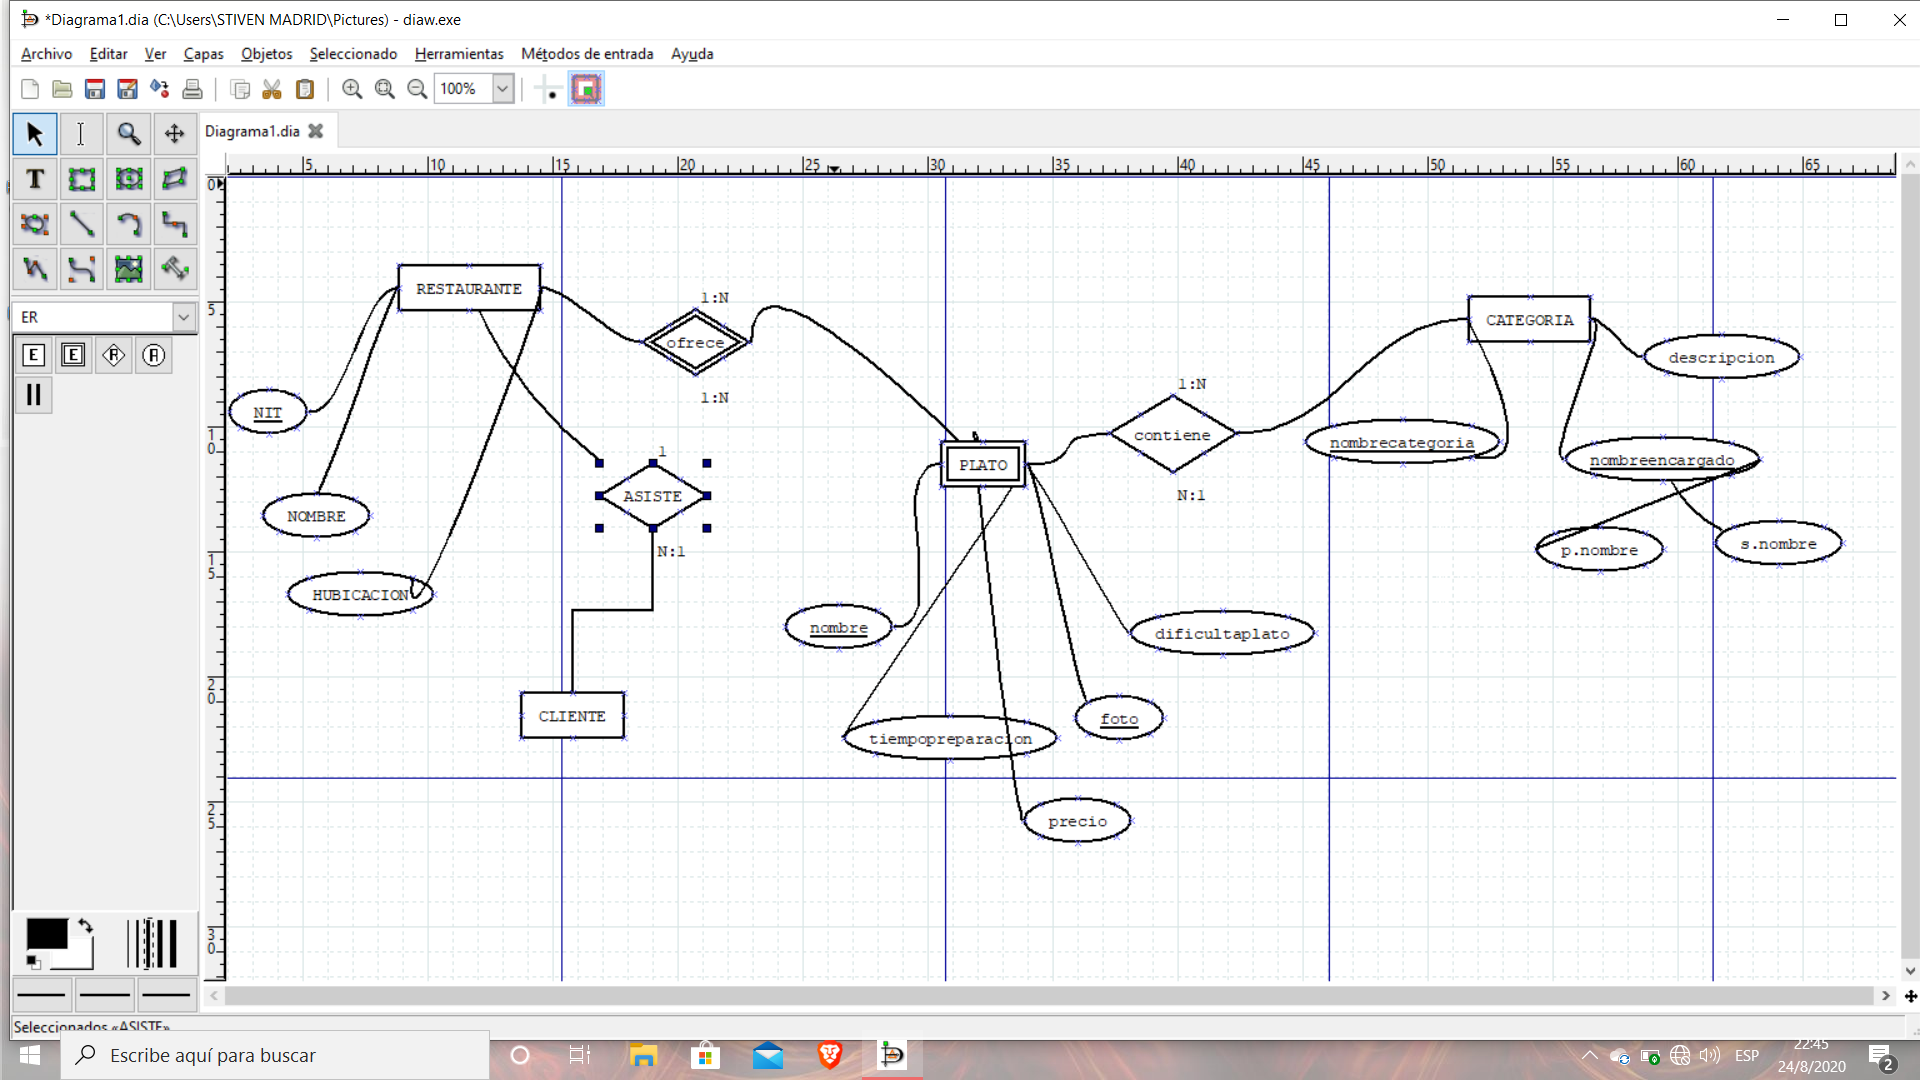 *Diagrama1.dia (C:\Users\STIVEN MADRID\Pictures) - diaw.exe
Archivo Editar Ver Capas Objetos Seleccionado Herramientas Métodos de entrada Ayuda
100%
Diagrama1.dia
5 10 15 20 25 30 35 40 45 50 55 60 65
0
5
10
15
20
25
30
T
ER
E E R A
RESTAURANTE
1:N
ofrece
1:N
CATEGORIA
descripcion
NIT
1:N
contiene
N:1
nombrecategoria
nombreencargado
1
ASISTE
N:1
PLATO
NOMBRE
p.nombre
s.nombre
HUBICACION
nombre
dificultaplato
CLIENTE
foto
tiempopreparacion
precio
Seleccionados «ASISTE»
Escribe aquí para buscar
ESP
22:45
24/8/2020
2